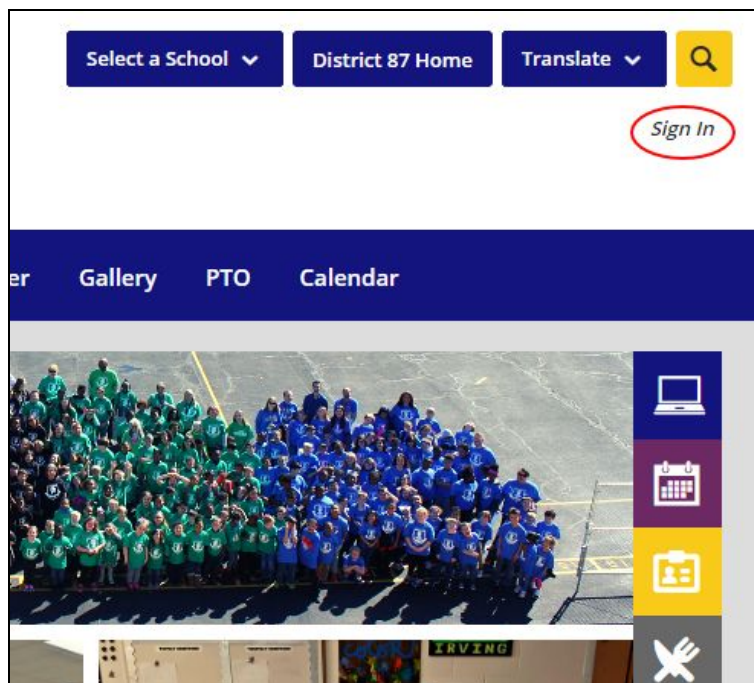 Select a School
District 87 Home
Translate
Sign In
er
Gallery
PTO
Calendar
IRVING